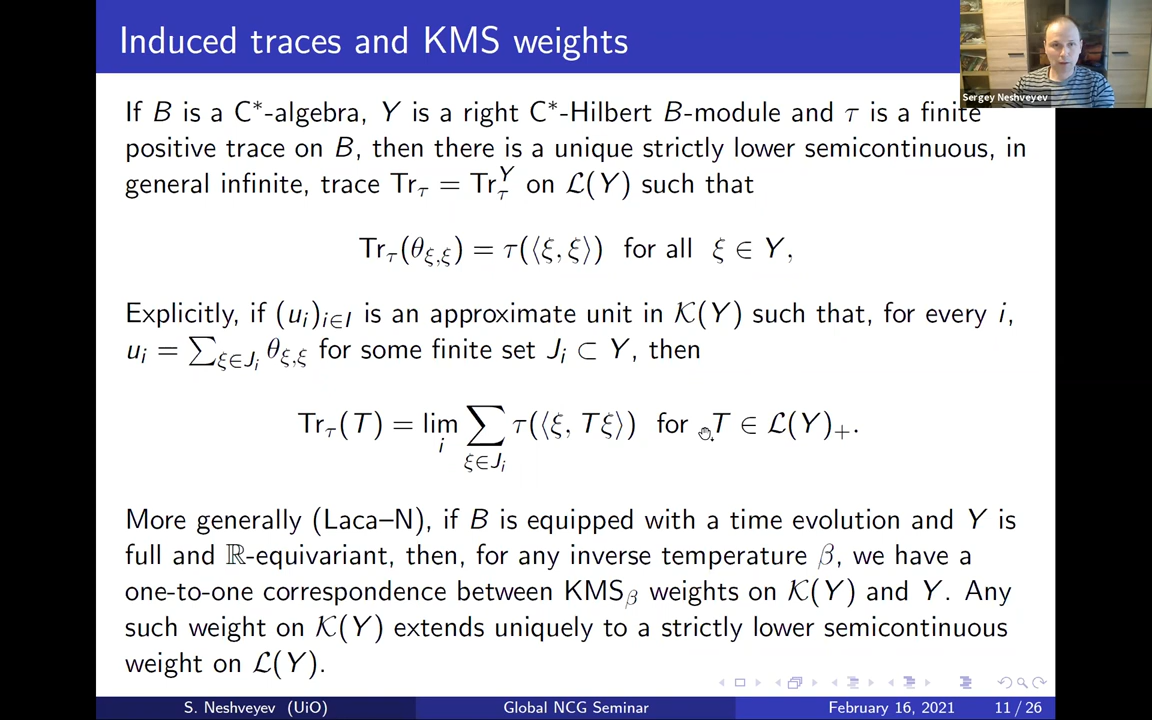 Induced traces and KMS weights
Sergey Neshveyev
If B is a C*-algebra, Y is a right C*-Hilbert B-module and τ is a finite
positive trace on B, then there is a unique strictly lower semicontinuous, in
general infinite, trace Tr_τ = Tr_τ^Y on ℒ(Y) such that
Tr_τ(θ_{ξ,ξ}) = τ(⟨ξ, ξ⟩) for all ξ ∈ Y,
Explicitly, if (u_i)_{i∈I} is an approximate unit in 𝒦(Y) such that, for every i,
u_i = ∑_{ξ∈J_i} θ_{ξ,ξ} for some finite set J_i ⊂ Y, then
Tr_τ(T) = lim_i ∑_{ξ∈J_i} τ(⟨ξ, Tξ⟩) for T ∈ ℒ(Y)_+.
More generally (Laca–N), if B is equipped with a time evolution and Y is
full and ℝ-equivariant, then, for any inverse temperature β, we have a
one-to-one correspondence between KMS_β weights on 𝒦(Y) and Y. Any
such weight on 𝒦(Y) extends uniquely to a strictly lower semicontinuous
weight on ℒ(Y).
S. Neshveyev (UiO)
Global NCG Seminar
February 16, 2021
11 / 26